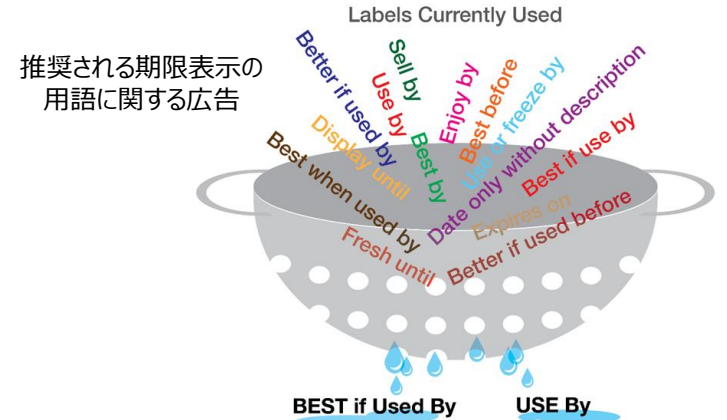 Labels Currently Used
推奨される期限表示の
用語に関する広告
Better if used by
Use by
Sell by
Enjoy by
Best before
Use or freeze by
Date only without description
Best if use by
Display until
Best by
Best when used by
Expires on
Fresh until
Better if used before
BEST if Used By
USE By